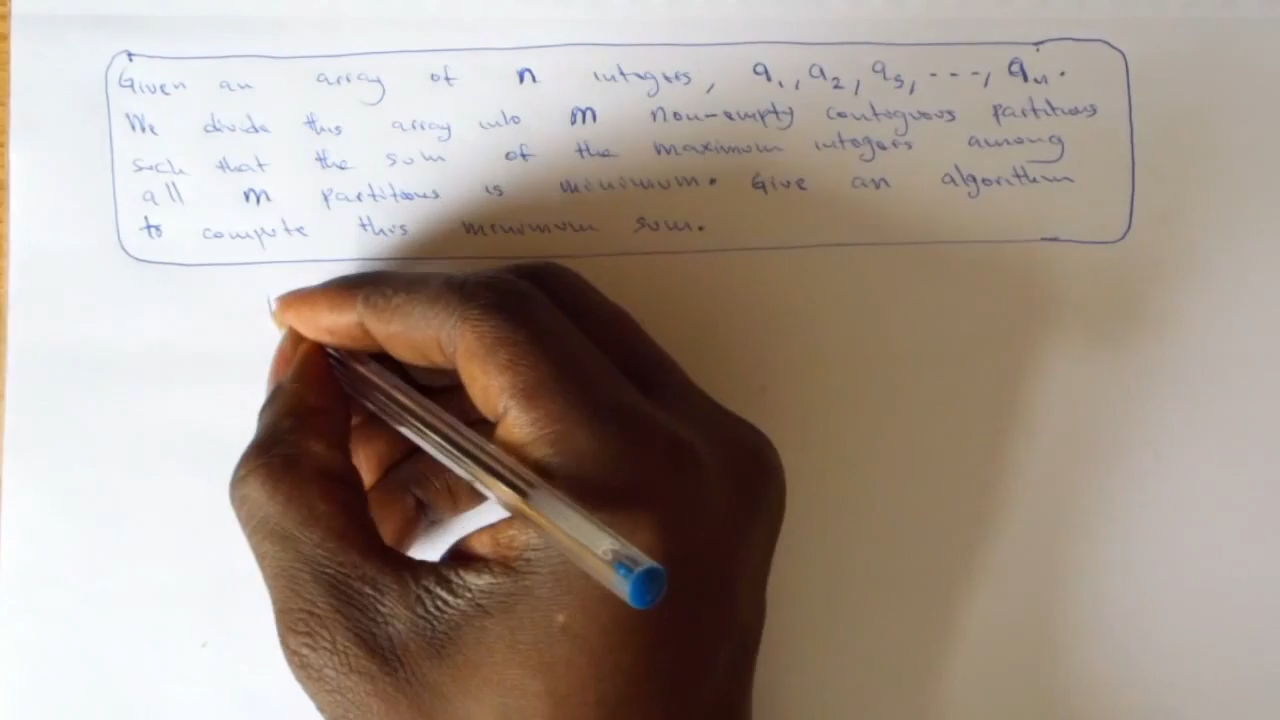 Given an array of n integers, a1, a2, a3, ---, an.
We divide this array into m non-empty contiguous partitions
such that the sum of the maximum integers among
all m partitions is minimum. Give an algorithm
to compute this minimum sum.